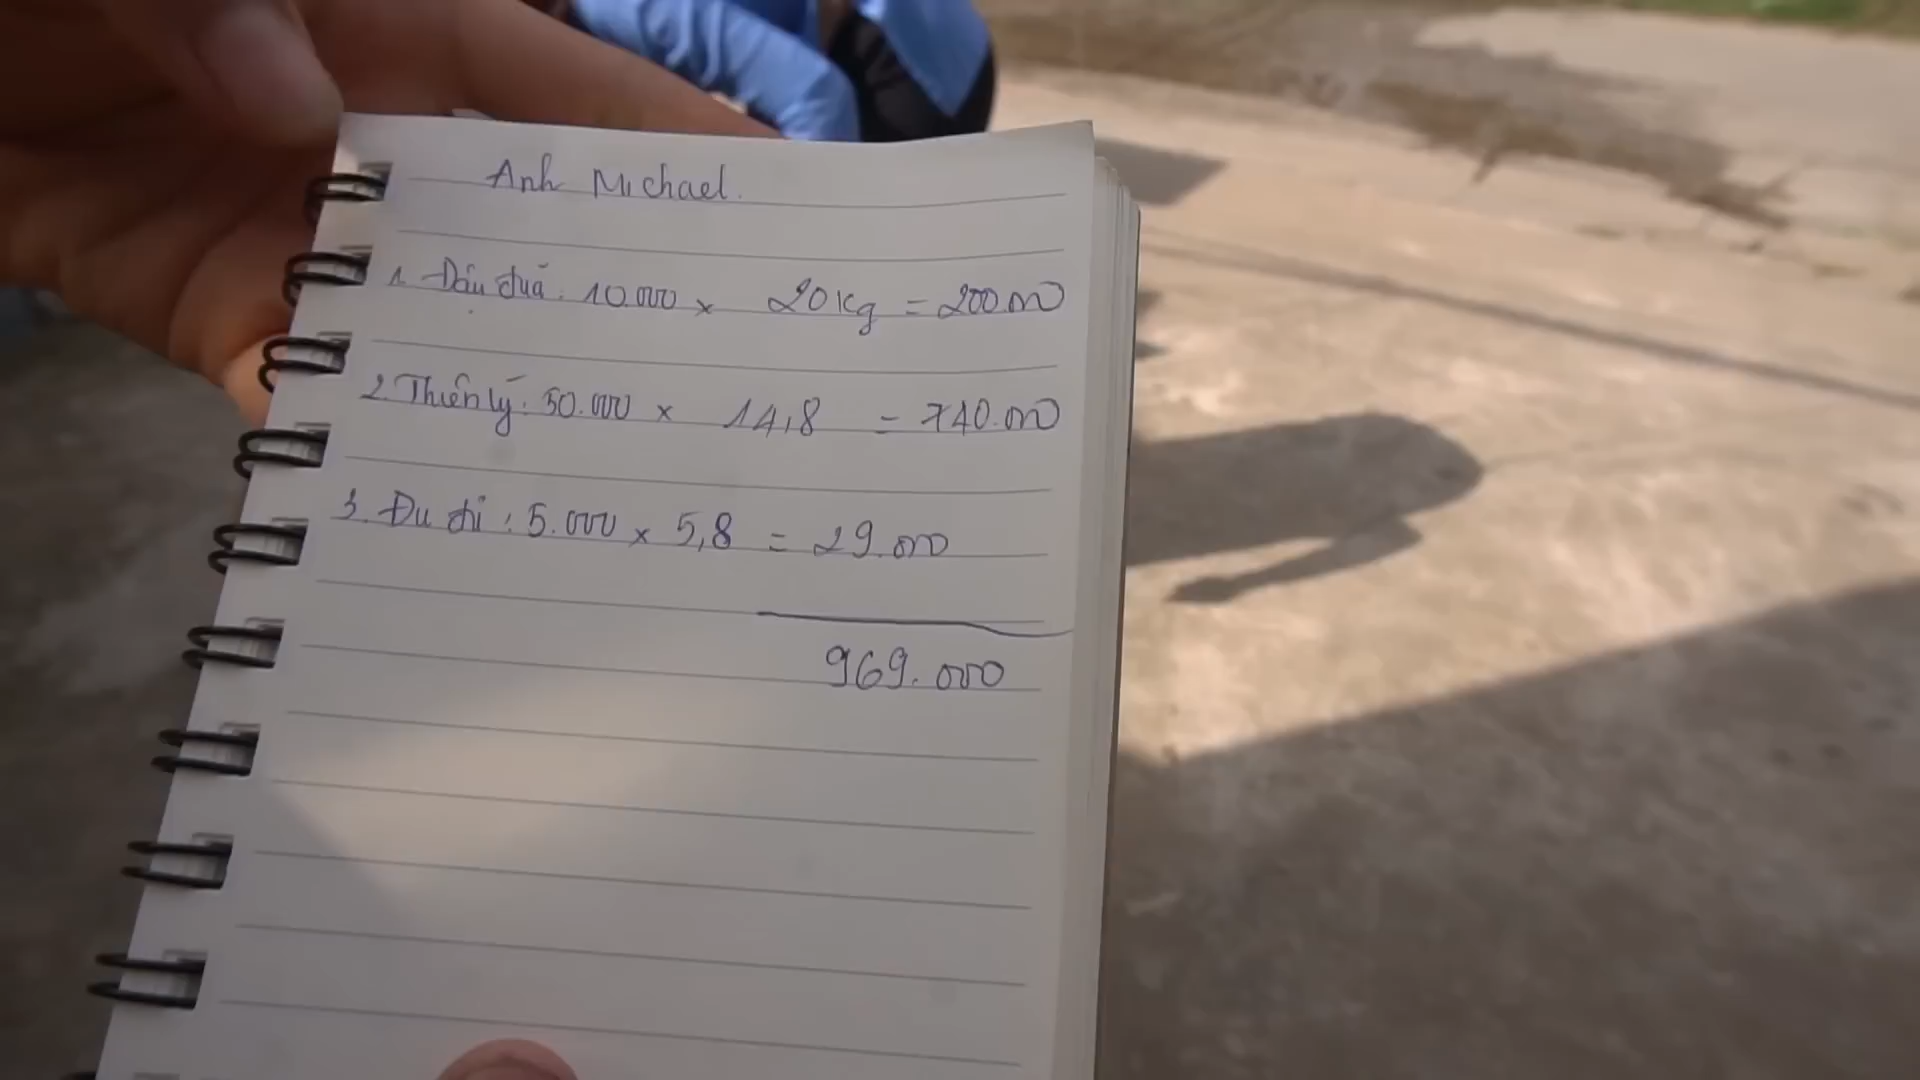 Anh Michael.
1. Đậu đuã: 10.000 x 20kg = 200.000
2. Thiên lý: 50.000 x 14,8 = 740.000
3. Đu đủ: 5.000 x 5,8 = 29.000
969.000